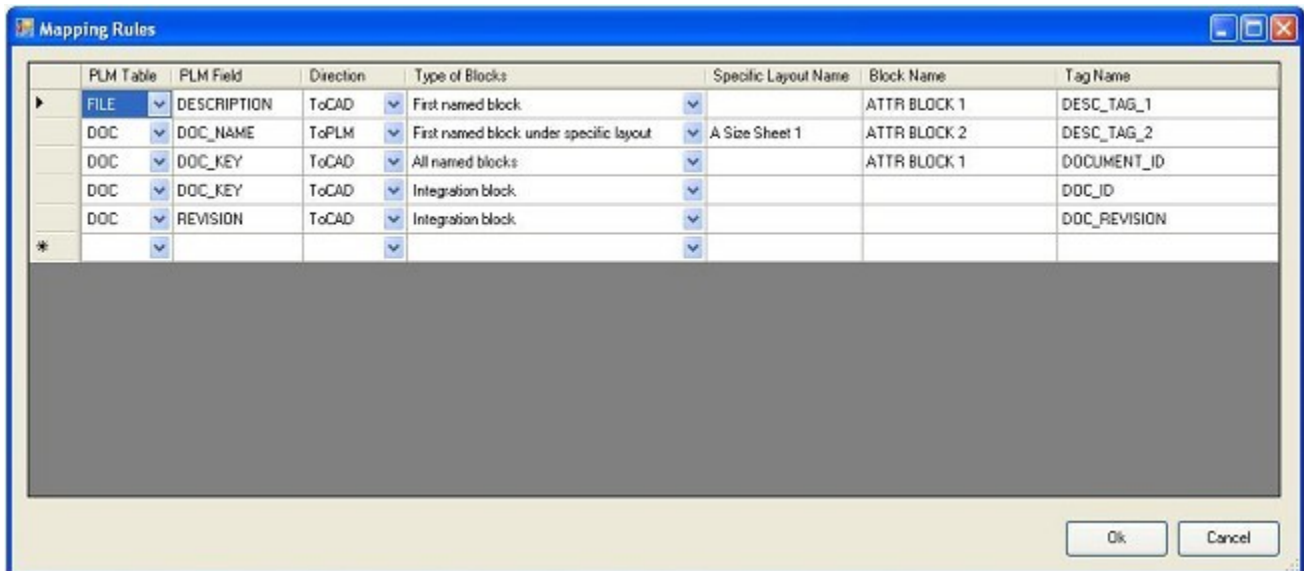 Mapping Rules
PLM Table PLM Field Direction Type of Blocks Specific Layout Name Block Name Tag Name
FILE DESCRIPTION ToCAD First named block ATTR BLOCK 1 DESC_TAG_1
DOC DOC_NAME ToPLM First named block under specific layout A Size Sheet 1 ATTR BLOCK 2 DESC_TAG_2
DOC DOC_KEY ToCAD All named blocks ATTR BLOCK 1 DOCUMENT_ID
DOC DOC_KEY ToCAD Integration block DOC_ID
DOC REVISION ToCAD Integration block DOC_REVISION
Ok Cancel